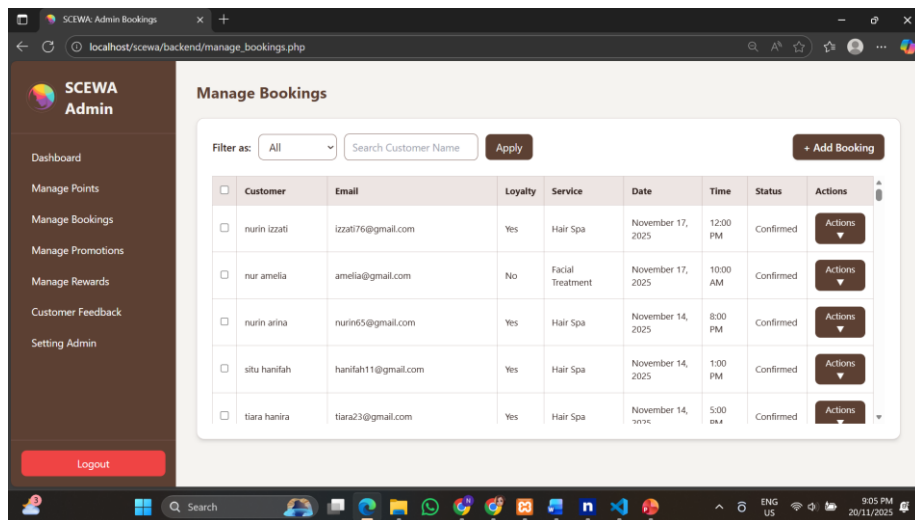 SCEWA: Admin Bookings
localhost/scewa/backend/manage_bookings.php
SCEWA
Admin
Dashboard
Manage Points
Manage Bookings
Manage Promotions
Manage Rewards
Customer Feedback
Setting Admin
Logout
Manage Bookings
Filter as: All Search Customer Name Apply + Add Booking
Customer Email Loyalty Service Date Time Status Actions
nurin izzati izzati76@gmail.com Yes Hair Spa November 17, 2025 12:00 PM Confirmed Actions ▼
nur amelia amelia@gmail.com No Facial Treatment November 17, 2025 10:00 AM Confirmed Actions ▼
nurin arina nurin65@gmail.com Yes Hair Spa November 14, 2025 8:00 PM Confirmed Actions ▼
situ hanifah hanifah11@gmail.com Yes Hair Spa November 14, 2025 1:00 PM Confirmed Actions ▼
tiara hanira tiara23@gmail.com Yes Hair Spa November 14, 2025 5:00 PM Confirmed Actions ▼
3
Search
N
n
ENG
US
9:05 PM
20/11/2025